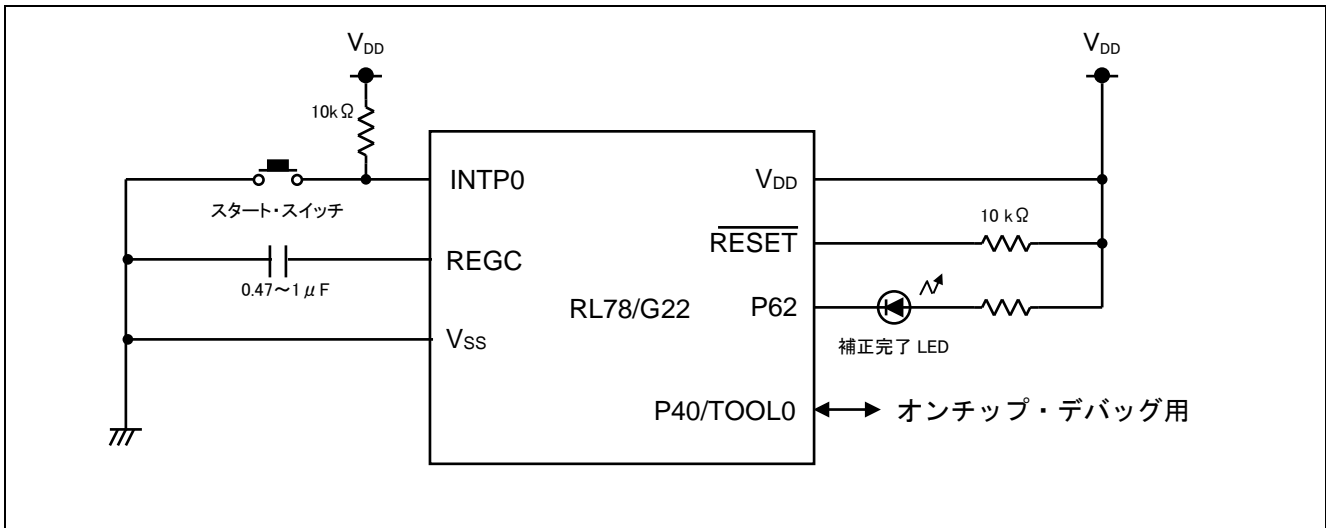 VDD
10kΩ
スタート・スイッチ
0.47～1μF
INTP0
REGC
VSS
RL78/G22
VDD
RESET
P62
P40/TOOL0
VDD
10 kΩ
補正完了 LED
オンチップ・デバッグ用